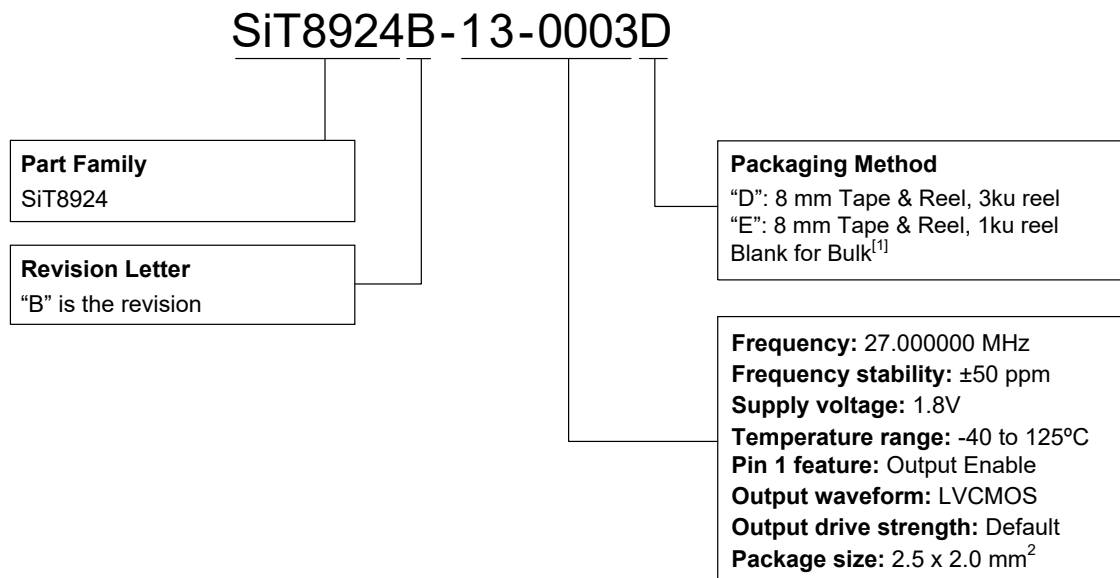 SiT8924B-13-0003D
Part Family
SiT8924
Revision Letter
“B” is the revision
Packaging Method
“D”: 8 mm Tape & Reel, 3ku reel
“E”: 8 mm Tape & Reel, 1ku reel
Blank for Bulk[1]
Frequency: 27.000000 MHz
Frequency stability: ±50 ppm
Supply voltage: 1.8V
Temperature range: -40 to 125ºC
Pin 1 feature: Output Enable
Output waveform: LVCMOS
Output drive strength: Default
Package size: 2.5 x 2.0 mm2